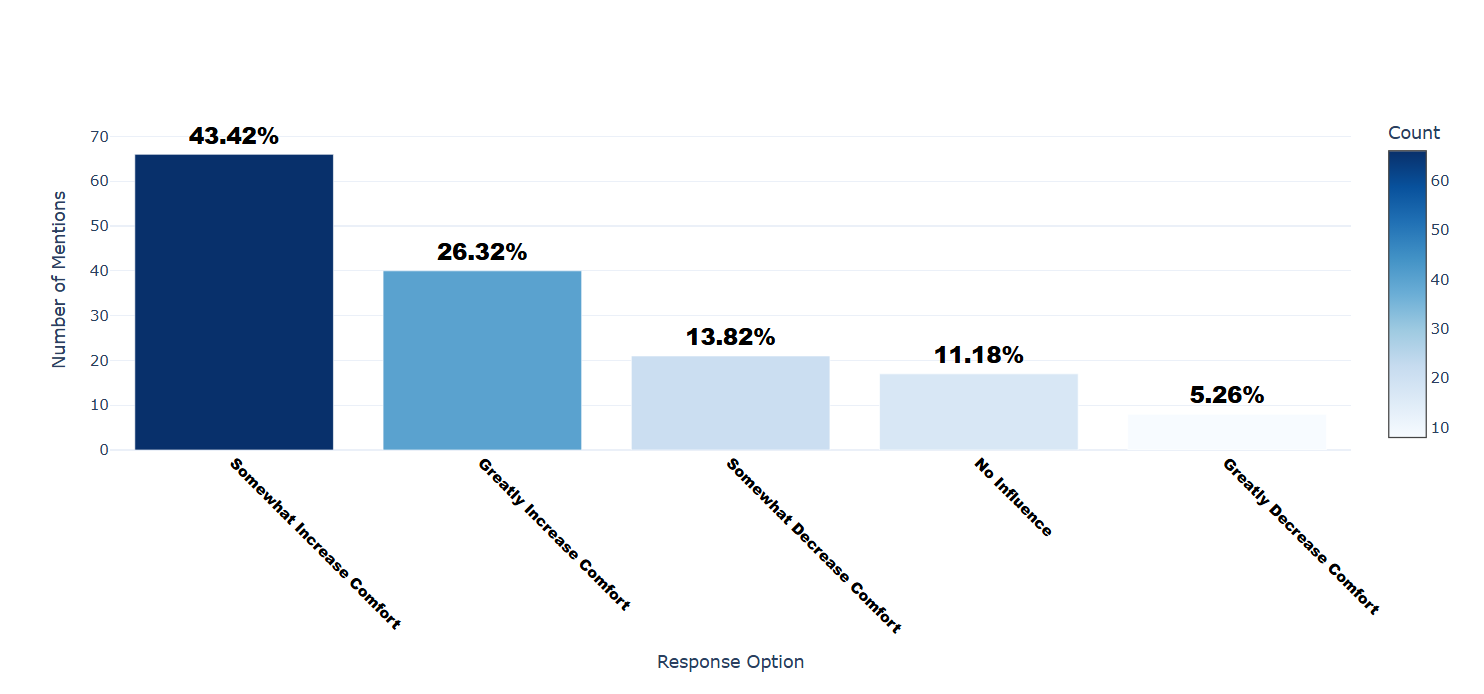 Number of Mentions
70
60
50
40
30
20
10
0
43.42%
26.32%
13.82%
11.18%
5.26%
Somewhat Increase Comfort
Greatly Increase Comfort
Somewhat Decrease Comfort
No Influence
Greatly Decrease Comfort
Response Option
Count
60
50
40
30
20
10